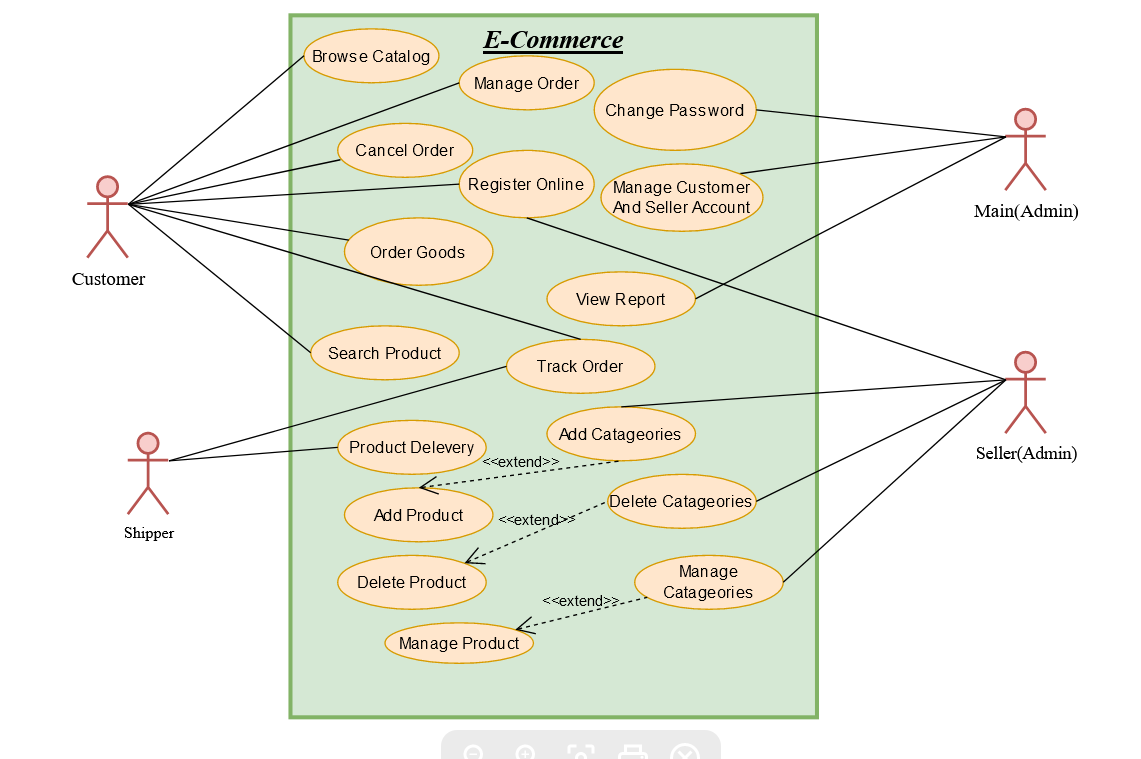 E-Commerce
Browse Catalog
Manage Order
Change Password
Cancel Order
Register Online
Manage Customer
And Seller Account
Main(Admin)
Customer
Order Goods
View Report
Search Product
Track Order
Add Catageories
Product Delevery
Seller(Admin)
<<extend>>
Delete Catageories
Add Product
<<extend>>
Shipper
Delete Product
Manage
Catageories
<<extend>>
Manage Product